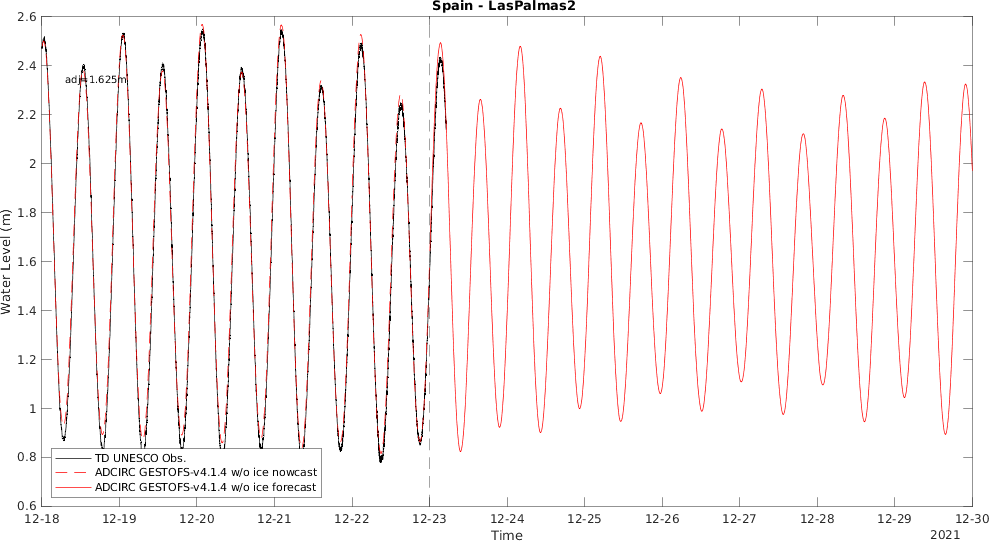 Spain - LasPalmas2
2.6
2.4
2.2
2
1.8
1.6
1.4
1.2
1
0.8
0.6
Water Level (m)
adj=1.625m
TD UNESCO Obs.
ADCIRC GESTOFS-v4.1.4 w/o ice nowcast
ADCIRC GESTOFS-v4.1.4 w/o ice forecast
12-18 12-19 12-20 12-21 12-22 12-23 12-24 12-25 12-26 12-27 12-28 12-29 12-30
Time
2021